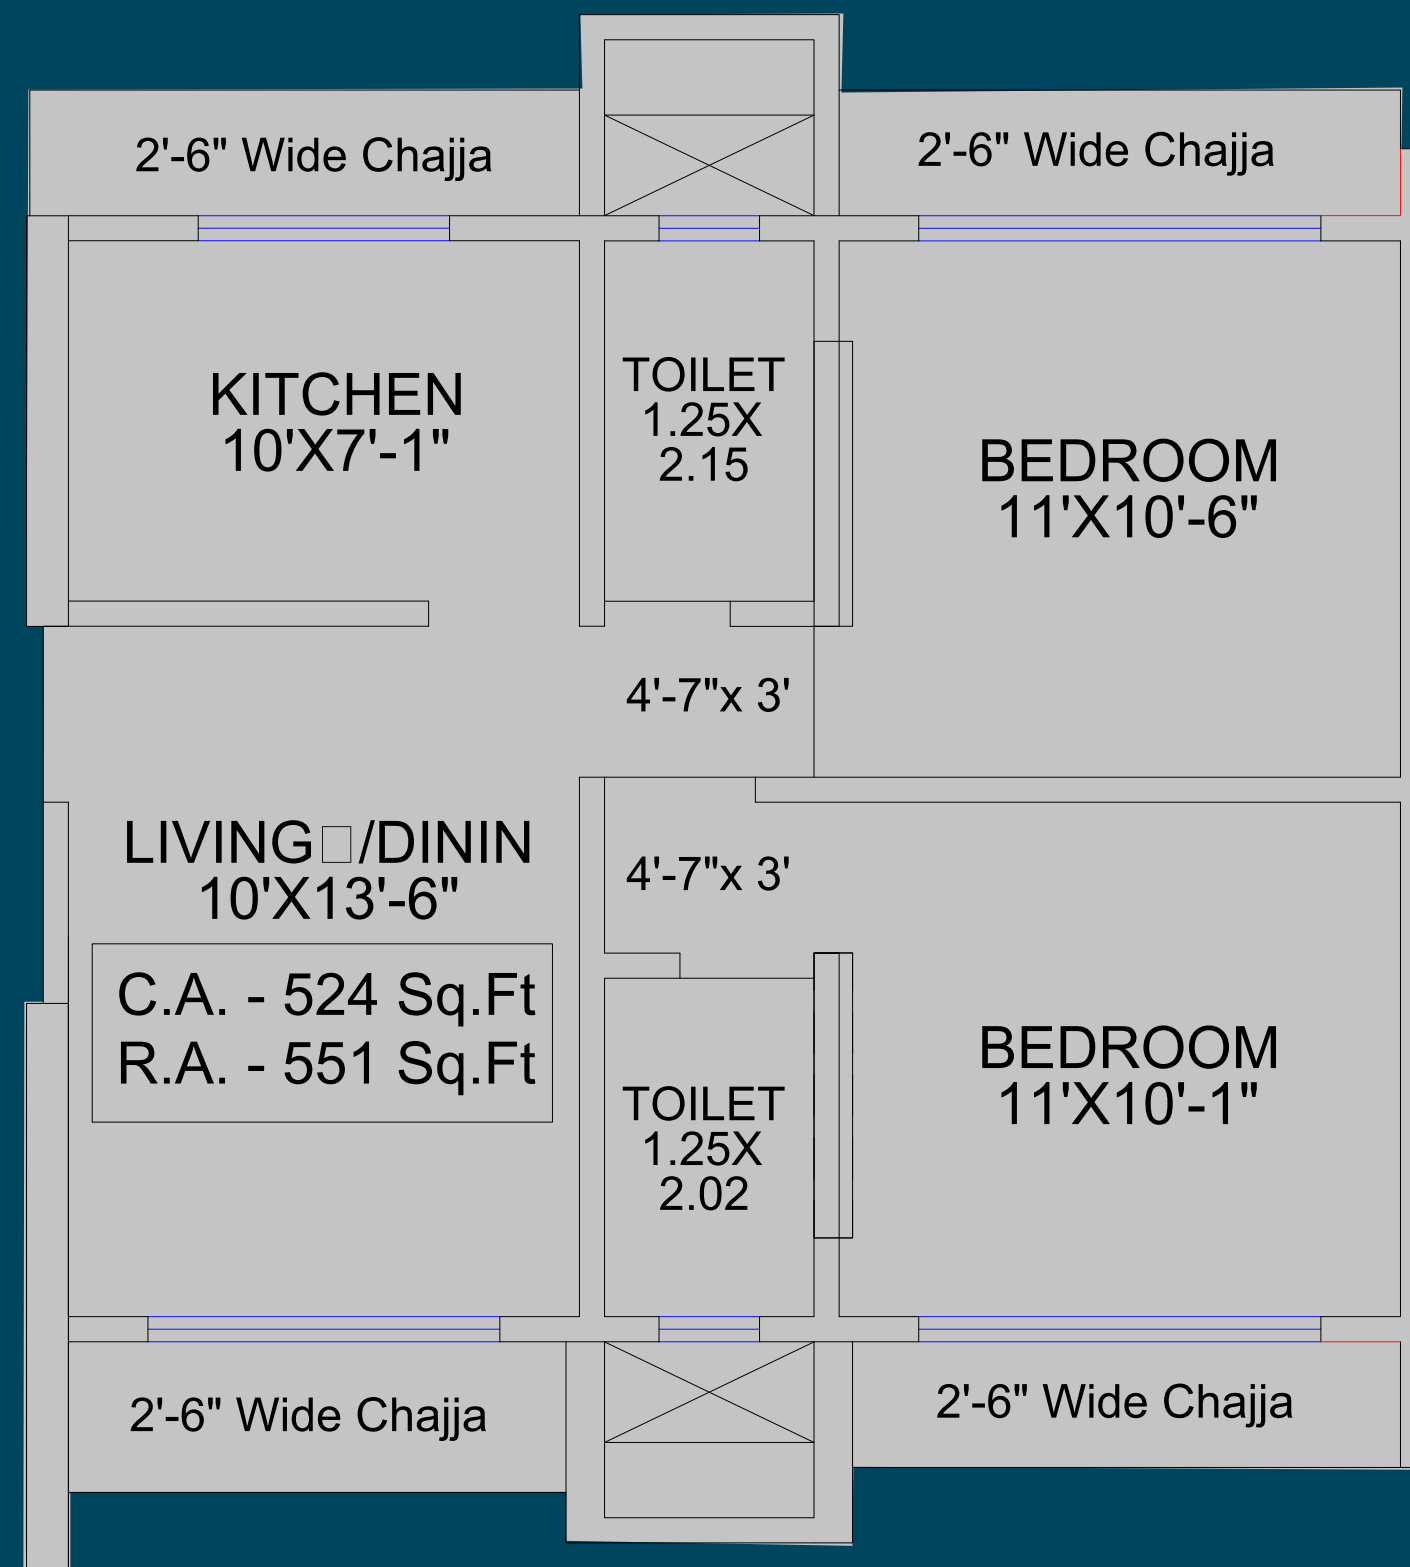 2'-6" Wide Chajja
2'-6" Wide Chajja
KITCHEN
10'X7'-1"
TOILET
1.25X
2.15
BEDROOM
11'X10'-6"
4'-7"x 3'
LIVING□/DININ
10'X13'-6"
4'-7"x 3'
C.A. - 524 Sq.Ft
R.A. - 551 Sq.Ft
TOILET
1.25X
2.02
BEDROOM
11'X10'-1"
2'-6" Wide Chajja
2'-6" Wide Chajja